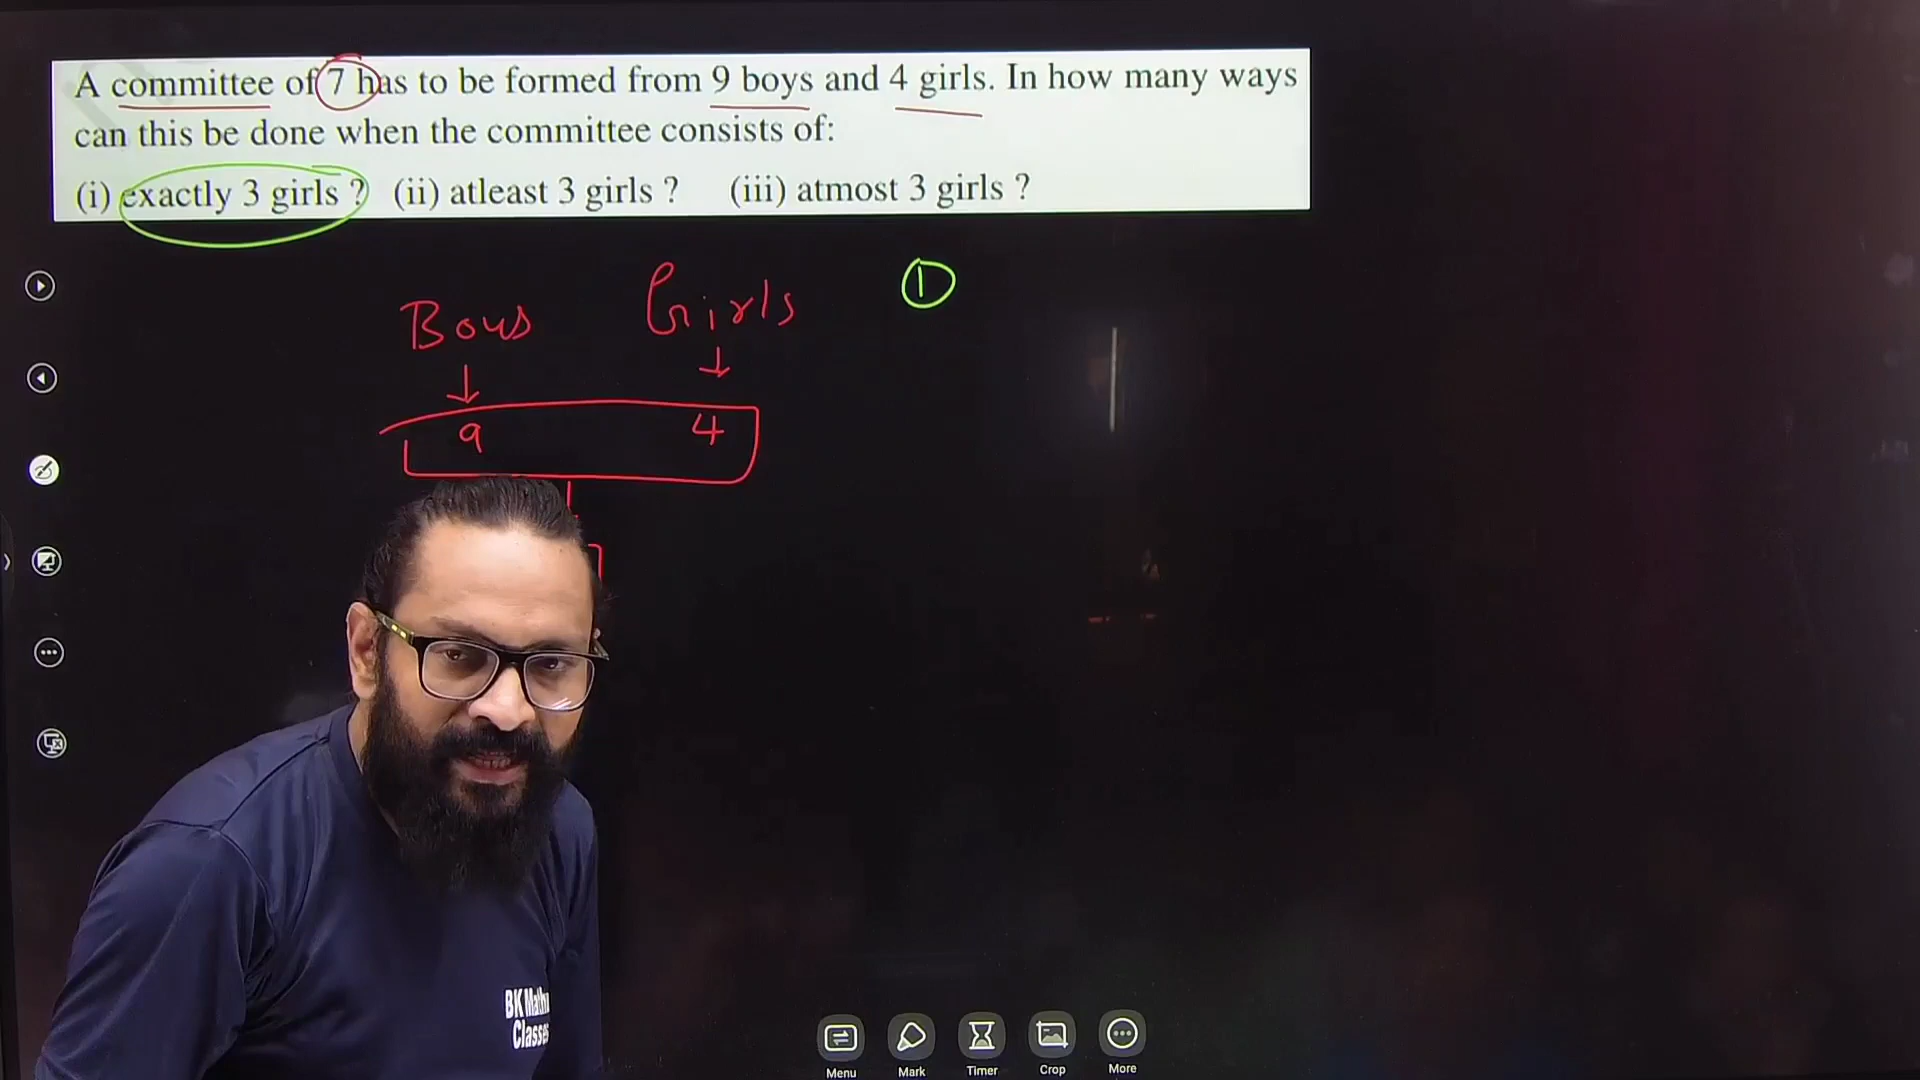 A committee of 7 has to be formed from 9 boys and 4 girls. In how many ways
can this be done when the committee consists of:
(i) exactly 3 girls ? (ii) atleast 3 girls ? (iii) atmost 3 girls ?
Boys Girls 1
9 4
BK Maths
Classes
Menu Mark Timer Crop More